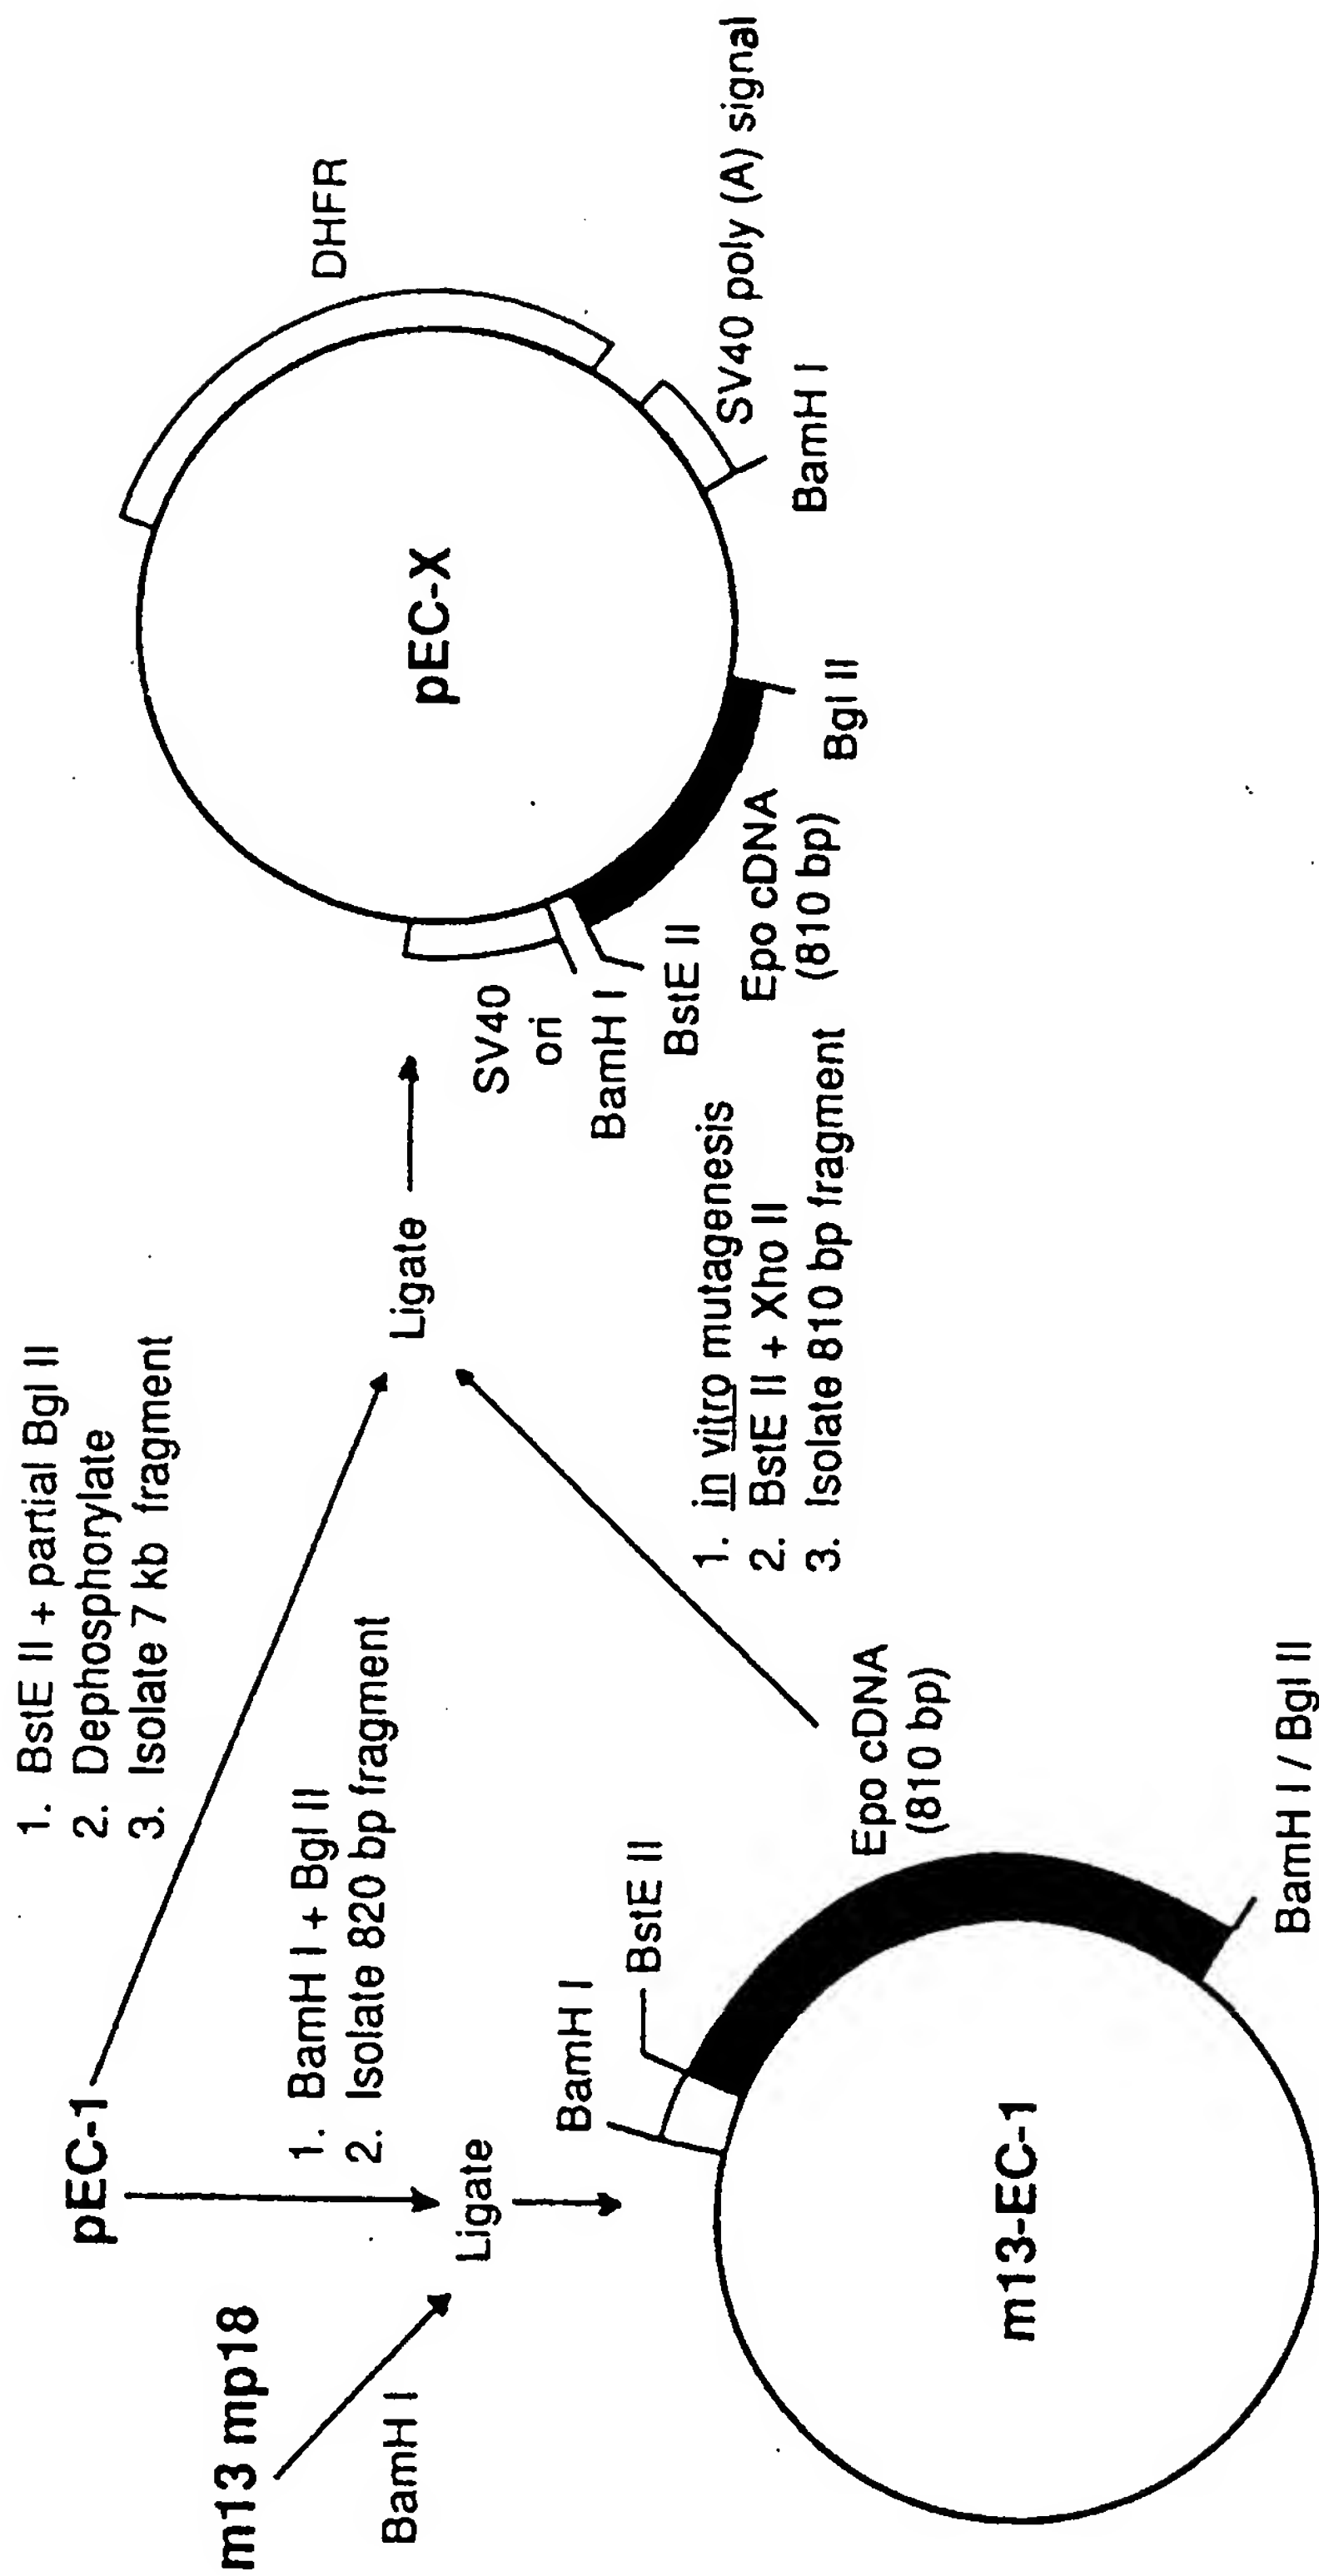 m13 mp18
BamH I
pEC-1
1. BamH I + Bgl II
2. Isolate 820 bp fragment
Ligate
1. BstE II + partial Bgl II
2. Dephosphorylate
3. Isolate 7 kb fragment
m13-EC-1
BamH I
BstE II
Epo cDNA
(810 bp)
BamH I / Bgl II
1. in vitro mutagenesis
2. BstE II + Xho II
3. Isolate 810 bp fragment
Ligate
pEC-X
SV40
ori
BamH I
BstE II
Epo cDNA
(810 bp)
Bgl II
BamH I
SV40 poly (A) signal
DHFR